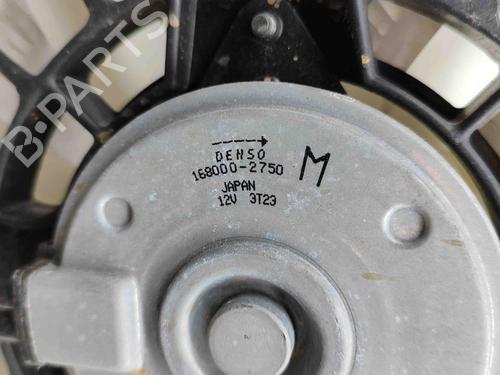 B-PARTS
DENSO M
168000-2750
JAPAN
12V 3T23